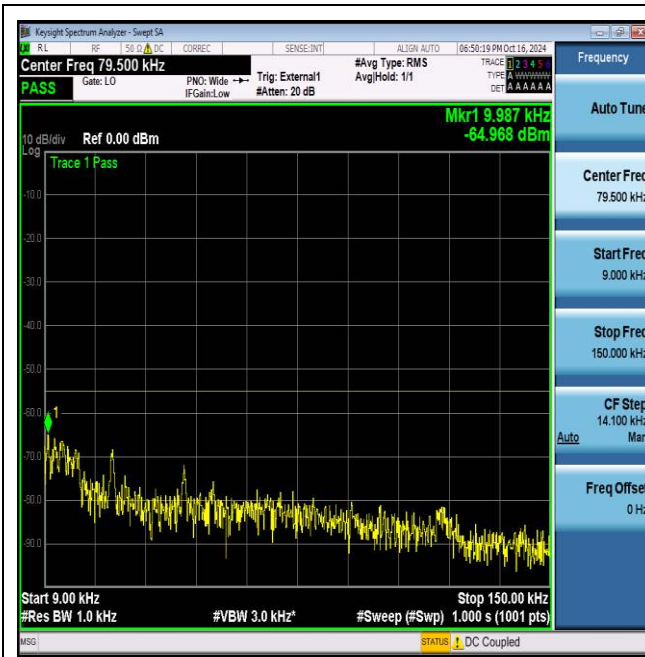 Keysight Spectrum Analyzer - Swept SA
RL RF 50 Ω DC CORREC SENSE:INT ALIGN AUTO 06:50:19 PM Oct 16, 2024
Center Freq 79.500 kHz
PASS
Gate: LO
PNO: Wide
IFGain:Low
Trig: External1
#Atten: 20 dB
#Avg Type: RMS
Avg|Hold: 1/1
TRACE 1 2 3 4 5 6
TYPE A WWWWW
DET A A A A A A
Mkr1 9.987 kHz
-64.968 dBm
10 dB/div Ref 0.00 dBm
Log
Trace 1 Pass
-10.0
-20.0
-30.0
-40.0
-50.0
-60.0
1
-70.0
-80.0
-90.0
Start 9.00 kHz Stop 150.00 kHz
#Res BW 1.0 kHz #VBW 3.0 kHz* #Sweep (#Swp) 1.000 s (1001 pts)
MSG STATUS DC Coupled
Frequency
Auto Tune
Center Freq
79.500 kHz
Start Freq
9.000 kHz
Stop Freq
150.000 kHz
CF Step
14.100 kHz
Auto Man
Freq Offset
0 Hz